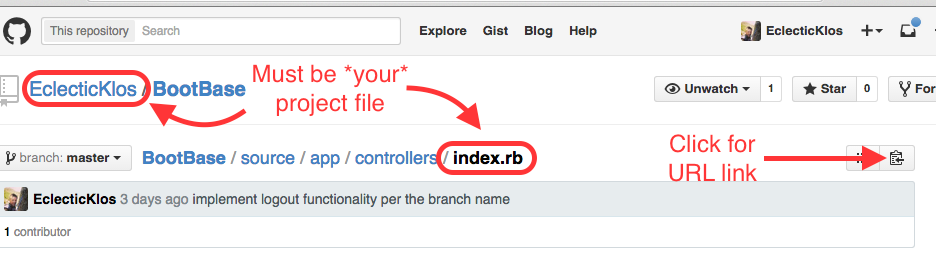 This repository Search Explore Gist Blog Help EclecticKlos
EclecticKlos / BootBase Must be *your* Unwatch 1 Star 0 For
project file
branch: master BootBase / source / app / controllers / index.rb Click for
URL link
EclecticKlos 3 days ago implement logout functionality per the branch name
1 contributor